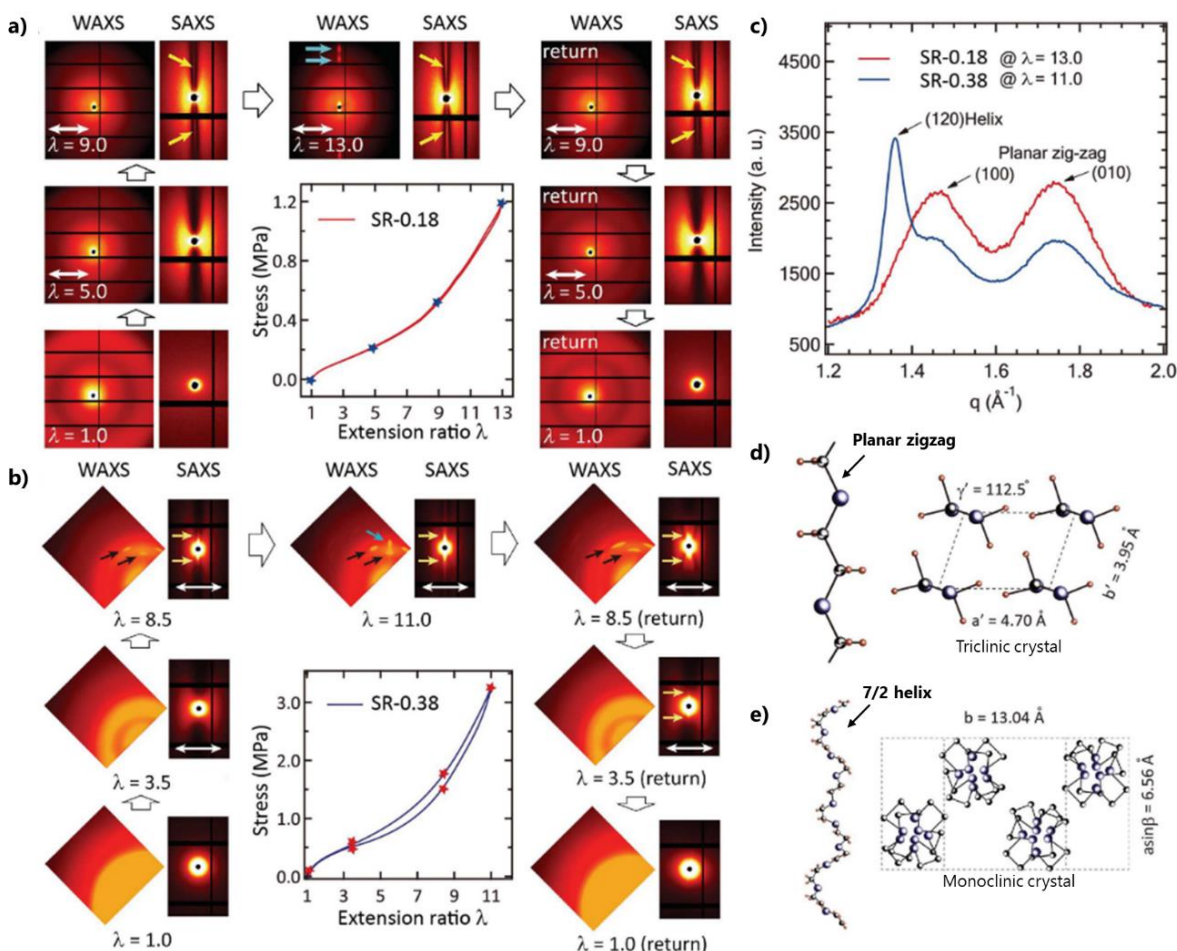 a)
WAXS SAXS WAXS SAXS WAXS SAXS
λ = 9.0
λ = 13.0
return
λ = 9.0
λ = 5.0
return
λ = 5.0
λ = 1.0
return
λ = 1.0
Stress (MPa)
1.2
0.8
0.4
0.0
SR-0.18
1 3 5 7 9 11 13
Extension ratio λ
b)
WAXS SAXS WAXS SAXS WAXS SAXS
λ = 8.5
λ = 11.0
λ = 8.5 (return)
λ = 3.5
λ = 3.5 (return)
λ = 1.0
λ = 1.0 (return)
Stress (MPa)
3.0
2.0
1.5
0.5
0.0
SR-0.38
1 3 5 7 9 11
Extension ratio λ
c)
Intensity (a. u.)
4500
3500
2500
1500
500
SR-0.18 @ λ = 13.0
SR-0.38 @ λ = 11.0
(120)Helix
Planar zig-zag
(100)
(010)
1.2 1.4 1.6 1.8 2.0
q (Å⁻¹)
d)
Planar zigzag
γ' = 112.5°
b' = 3.95 Å
a' = 4.70 Å
Triclinic crystal
e)
7/2 helix
b = 13.04 Å
asinβ = 6.56 Å
Monoclinic crystal